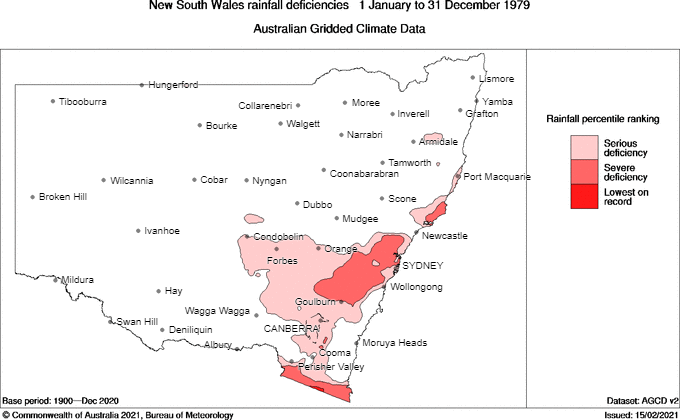 New South Wales rainfall deficiencies 1 January to 31 December 1979
Australian Gridded Climate Data
Hungerford
Lismore
Tibooburra
Collarenebri
Moree
Yamba
Inverell
Grafton
Bourke
Walgett
Narrabri
Armidale
Tamworth
Coonabarabran
Port Macquarie
Wilcannia
Cobar
Nyngan
Broken Hill
Dubbo
Scone
Mudgee
Ivanhoe
Condobolin
Newcastle
Orange
Forbes
SYDNEY
Mildura
Hay
Wollongong
Goulburn
Wagga Wagga
Swan Hill
Deniliquin
CANBERRA
Albury
Cooma
Moruya Heads
Perisher Valley
Rainfall percentile ranking
Serious
deficiency
Severe
deficiency
Lowest on
record
Base period: 1900—Dec 2020
Dataset: AGCD v2
© Commonwealth of Australia 2021, Bureau of Meteorology
Issued: 15/02/2021